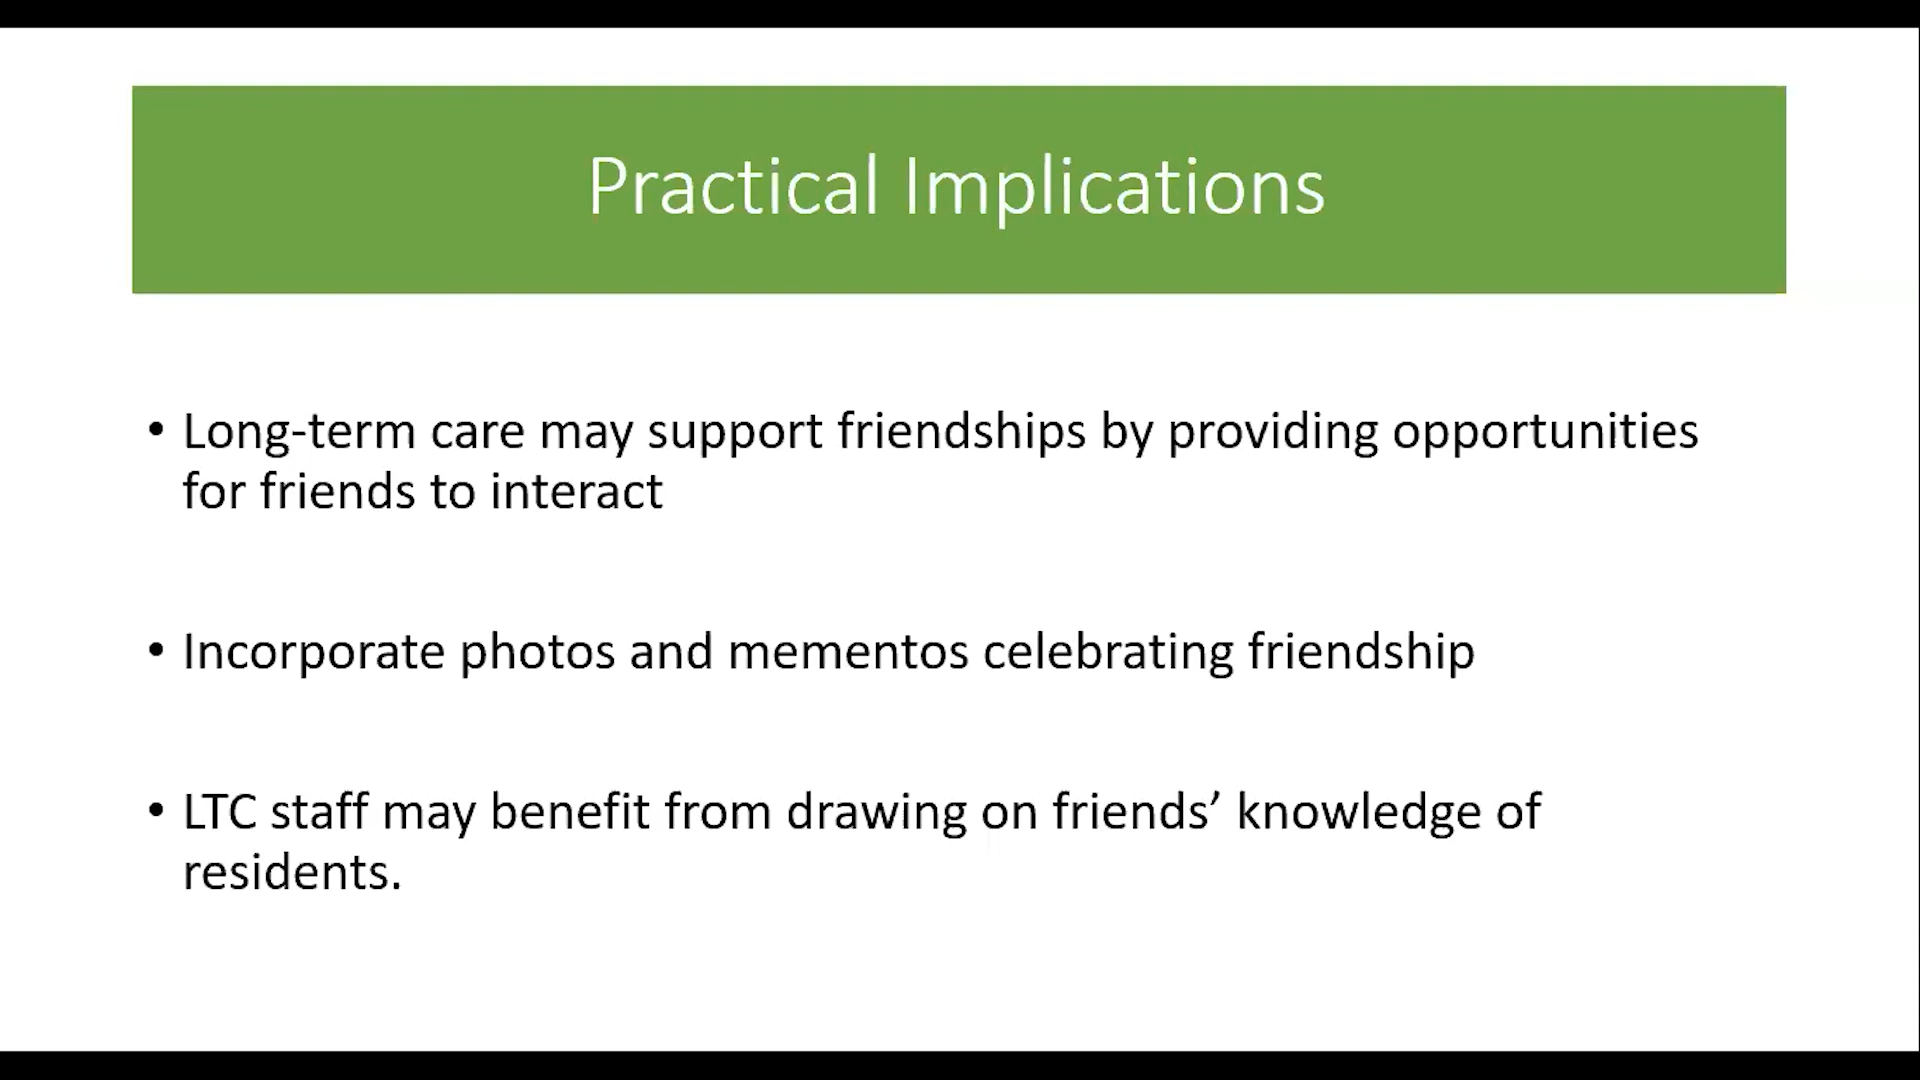 Practical Implications
• Long-term care may support friendships by providing opportunities
for friends to interact
• Incorporate photos and mementos celebrating friendship
• LTC staff may benefit from drawing on friends’ knowledge of
residents.